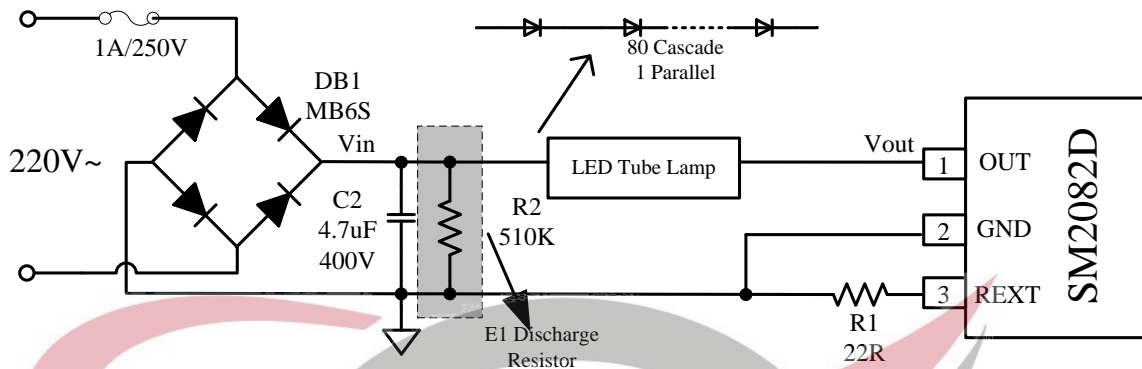 1A/250V
80 Cascade
1 Parallel
DB1
MB6S
Vin
Vout
220V~
LED Tube Lamp
1
OUT
C2
4.7uF
400V
R2
510K
2
GND
SM2082D
3
REXT
R1
22R
E1 Discharge
Resistor